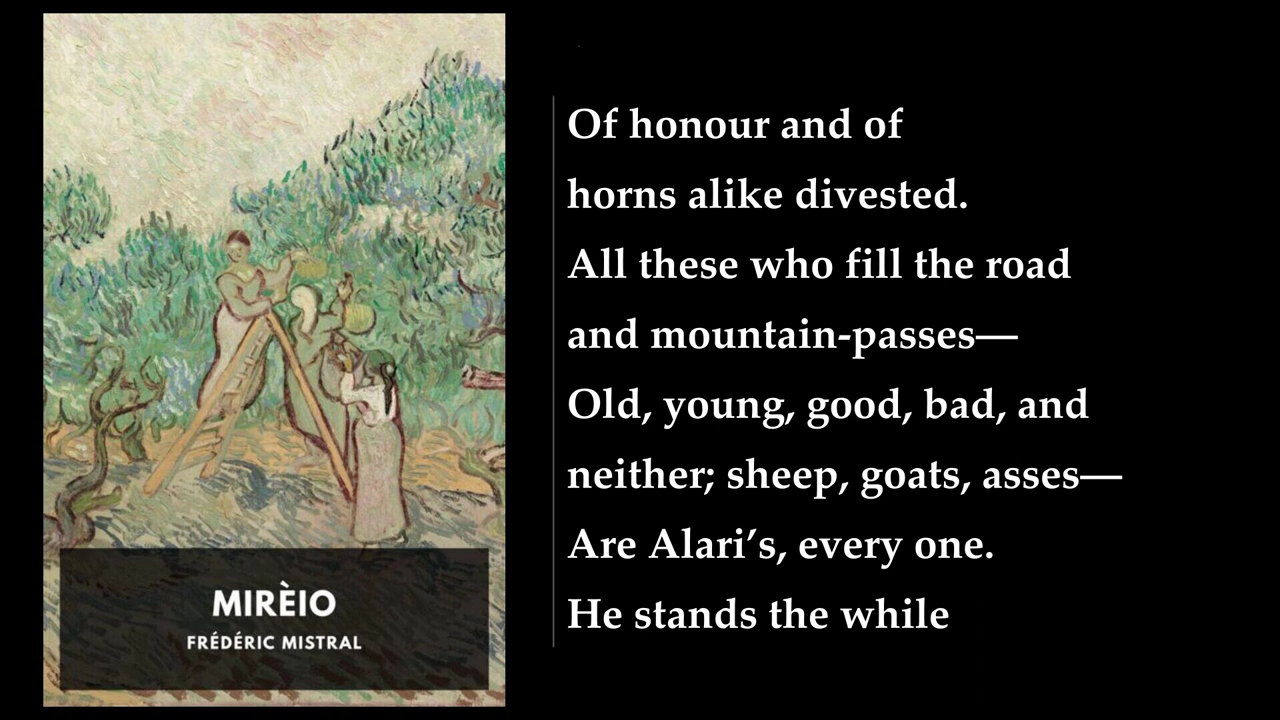 MIRÈIO
FRÉDÉRIC MISTRAL
Of honour and of
horns alike divested.
All these who fill the road
and mountain-passes—
Old, young, good, bad, and
neither; sheep, goats, asses—
Are Alari’s, every one.
He stands the while